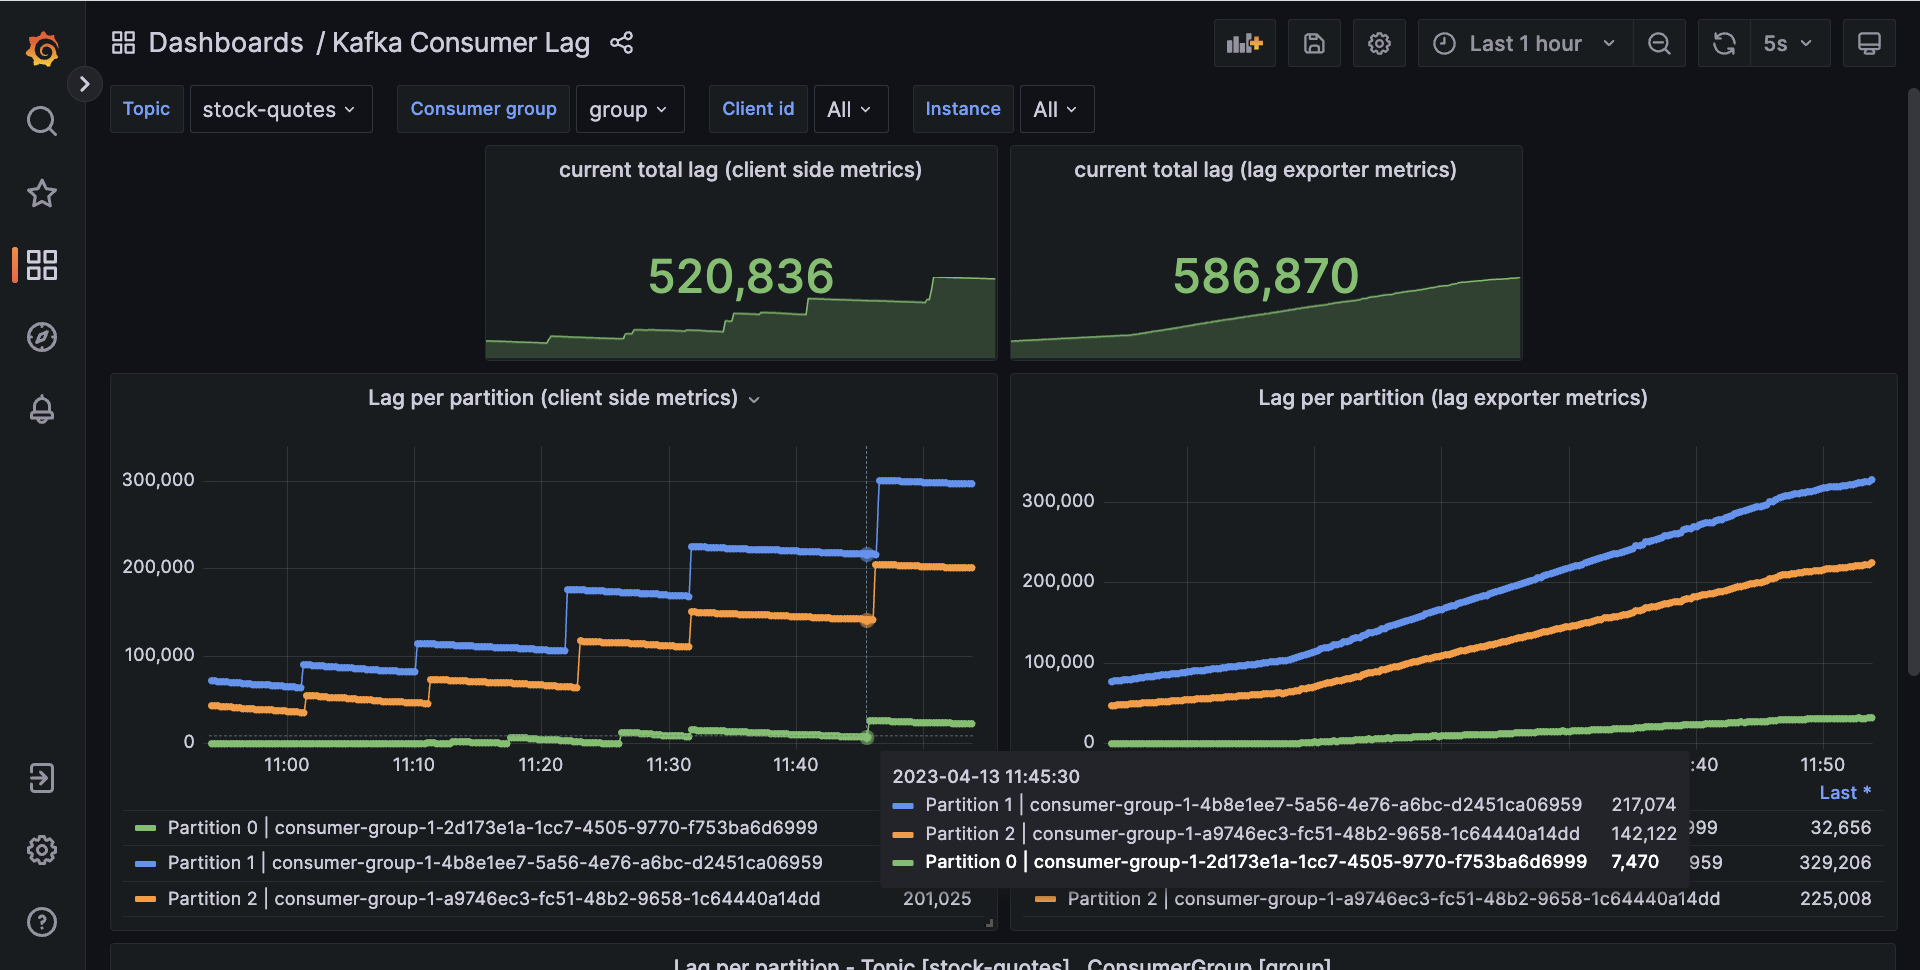 Dashboards / Kafka Consumer Lag
Last 1 hour
5s
Topic stock-quotes Consumer group group Client id All Instance All
current total lag (client side metrics)
520,836
current total lag (lag exporter metrics)
586,870
Lag per partition (client side metrics)
300,000
200,000
100,000
0
11:00 11:10 11:20 11:30 11:40
Partition 0 | consumer-group-1-2d173e1a-1cc7-4505-9770-f753ba6d6999
Partition 1 | consumer-group-1-4b8e1ee7-5a56-4e76-a6bc-d2451ca06959
Partition 2 | consumer-group-1-a9746ec3-fc51-48b2-9658-1c64440a14dd 201,025
Lag per partition (lag exporter metrics)
300,000
200,000
100,000
0
:40 11:50
Last *
999 32,656
959 329,206
Partition 2 | consumer-group-1-a9746ec3-fc51-48b2-9658-1c64440a14dd 225,008
2023-04-13 11:45:30
Partition 1 | consumer-group-1-4b8e1ee7-5a56-4e76-a6bc-d2451ca06959 217,074
Partition 2 | consumer-group-1-a9746ec3-fc51-48b2-9658-1c64440a14dd 142,122
Partition 0 | consumer-group-1-2d173e1a-1cc7-4505-9770-f753ba6d6999 7,470
Lag per partition - Topic [stock-quotes], ConsumerGroup [group]